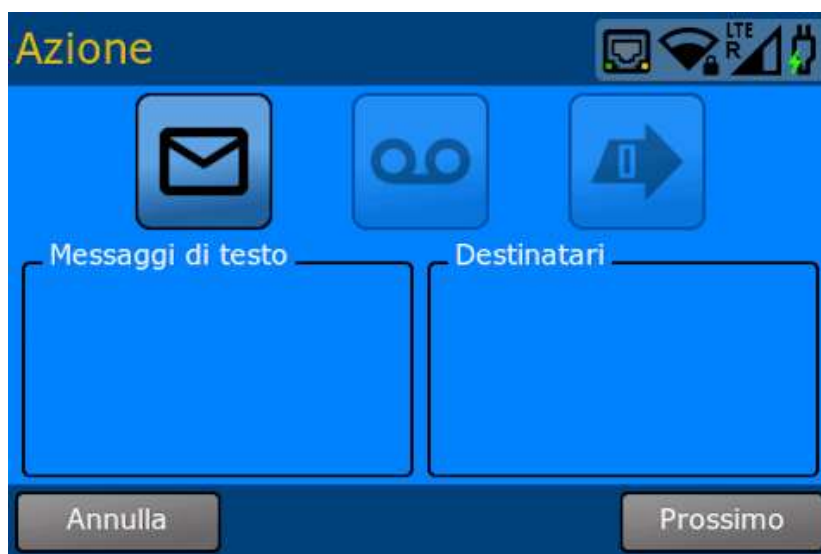 Azione
LTE
R
Messaggi di testo
Destinatari
Annulla
Prossimo